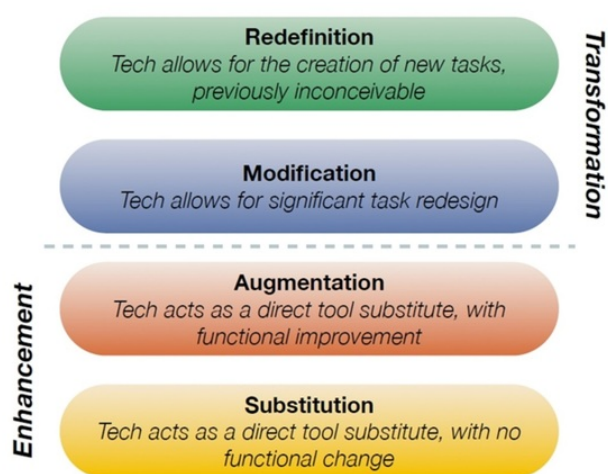 Redefinition
Tech allows for the creation of new tasks,
previously inconceivable
Transformation
Modification
Tech allows for significant task redesign
Augmentation
Tech acts as a direct tool substitute, with
functional improvement
Enhancement
Substitution
Tech acts as a direct tool substitute, with no
functional change